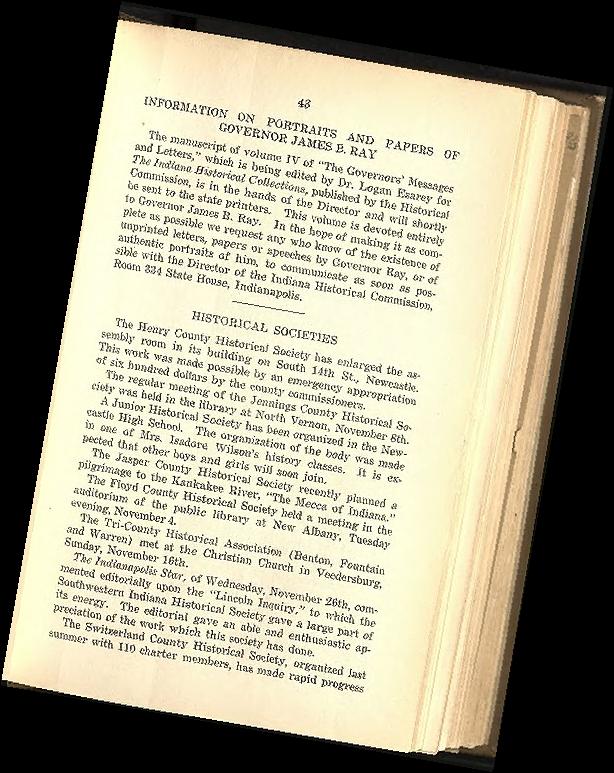 43
INFORMATION ON PORTRAITS AND PAPERS OF
GOVERNOR JAMES B. RAY
The manuscript of volume IV of "The Governors' Messages
and Letters," which is being edited by Dr. Logan Esarey for
The Indiana Historical Collections, published by the Historical
Commission, is in the hands of the Director and will shortly
be sent to the state printers. This volume is devoted entirely
to Governor James B. Ray. In the hope of making it as com-
plete as possible we request any who know of the existence of
unprinted letters, papers or speeches by Governor Ray, or of
authentic portraits of him, to communicate as soon as pos-
sible with the Director of the Indiana Historical Commission,
Room 334 State House, Indianapolis.
HISTORICAL SOCIETIES
The Henry County Historical Society has enlarged the as-
sembly room in its building on South 14th St., Newcastle.
This work was made possible by an emergency appropriation
of six hundred dollars by the county commissioners.
The regular meeting of the Jennings County Historical So-
ciety was held in the library at North Vernon, November 8th.
A Junior Historical Society has been organized in the New-
castle High School. The organization of the body was made
in one of Mrs. Isadore Wilson's history classes. It is ex-
pected that other boys and girls will soon join.
The Jasper County Historical Society recently planned a
pilgrimage to the Kankakee River, "The Mecca of Indiana."
The Floyd County Historical Society held a meeting in the
auditorium of the public library at New Albany, Tuesday
evening, November 4.
The Tri-County Historical Association (Benton, Fountain
and Warren) met at the Christian Church in Veedersburg,
Sunday, November 16th.
The Indianapolis Star, of Wednesday, November 26th, com-
mented editorially upon the "Lincoln Inquiry," to which the
Southwestern Indiana Historical Society gave a large part of
its energy. The editorial gave an able and enthusiastic ap-
preciation of the work which this society has done.
The Switzerland County Historical Society, organized last
summer with 110 charter members, has made rapid progress